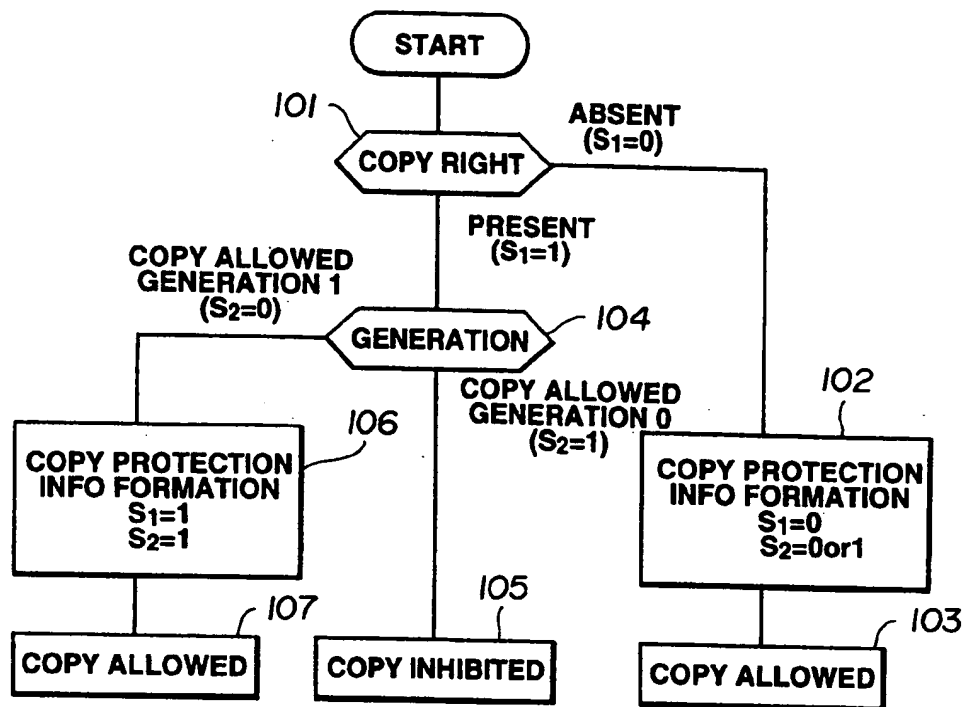 START
101
ABSENT
(S1=0)
COPY RIGHT
PRESENT
(S1=1)
COPY ALLOWED
GENERATION 1
(S2=0)
GENERATION
104
COPY ALLOWED
GENERATION 0
(S2=1)
102
106
COPY PROTECTION
INFO FORMATION
S1=1
S2=1
COPY PROTECTION
INFO FORMATION
S1=0
S2=0or1
107
105
103
COPY ALLOWED
COPY INHIBITED
COPY ALLOWED